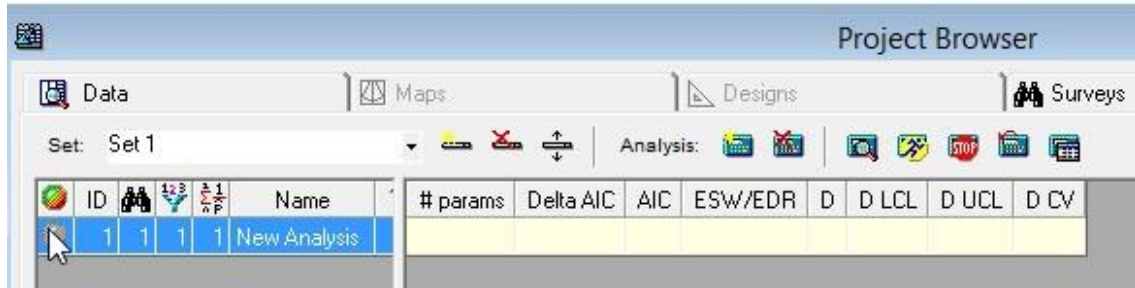 Project Browser
Data Maps Designs Surveys
Set: Set 1 Analysis: STOP
ID Name # params Delta AIC AIC ESW/EDR D D LCL D UCL D CV
1 1 1 1 New Analysis